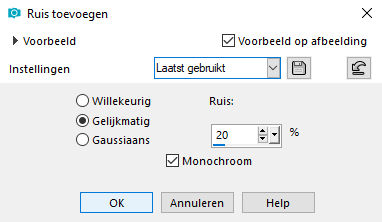 Ruis toevoegen
Voorbeeld
Voorbeeld op afbeelding
Instellingen
Laatst gebruikt
Willekeurig
Ruis:
Gelijkmatig
20 %
Gaussiaans
Monochroom
OK Annuleren Help